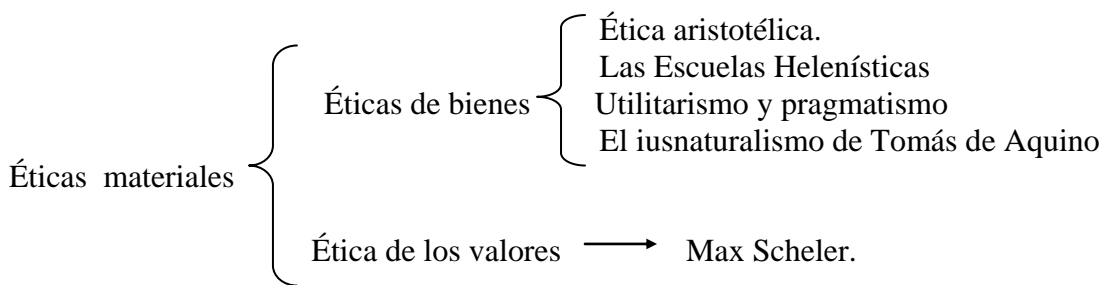 Ética aristotélica.
Las Escuelas Helenísticas
Éticas de bienes
Utilitarismo y pragmatismo
El iusnaturalismo de Tomás de Aquino
Éticas materiales
Ética de los valores
Max Scheler.